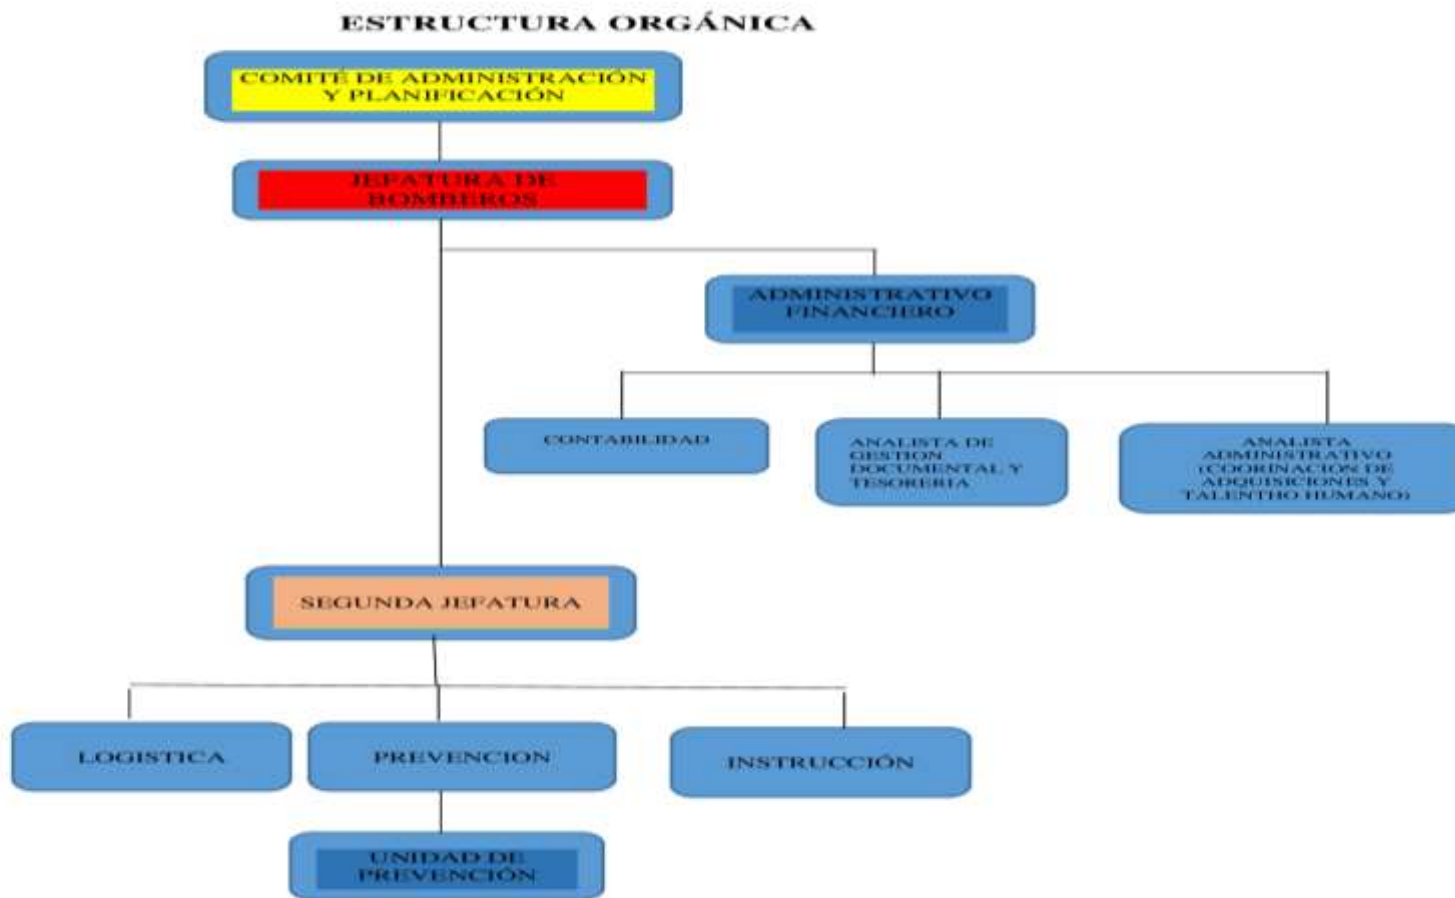 ESTRUCTURA ORGÁNICA
COMITÉ DE ADMINISTRACIÓN
Y PLANIFICACIÓN
JEFATURA DE
BOMBEROS
ADMINISTRATIVO
FINANCIERO
CONTABILIDAD
ANALISTA DE
GESTION
DOCUMENTAL Y
TESORERIA
ANALISTA
ADMINISTRATIVO
(COORINACION DE
ADQUISICIONES Y
TALENTHO HUMANO)
SEGUNDA JEFATURA
LOGISTICA
PREVENCION
INSTRUCCIÓN
UNIDAD DE
PREVENCIÓN